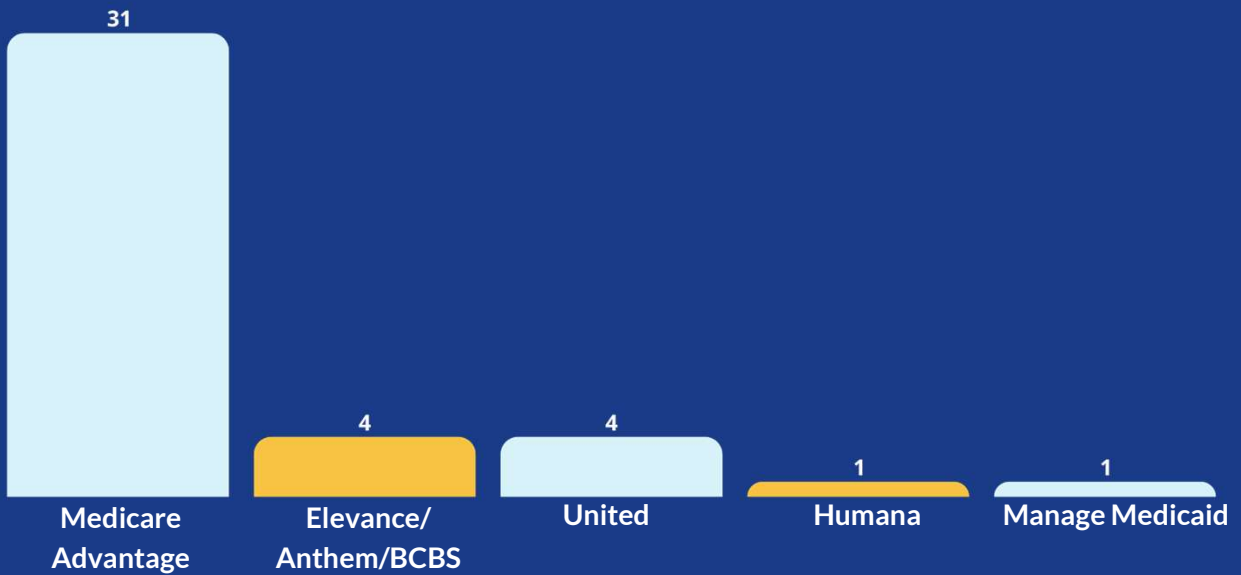 31
4
4
1
1
Medicare
Advantage
Elevance/
Anthem/BCBS
United
Humana
Manage Medicaid